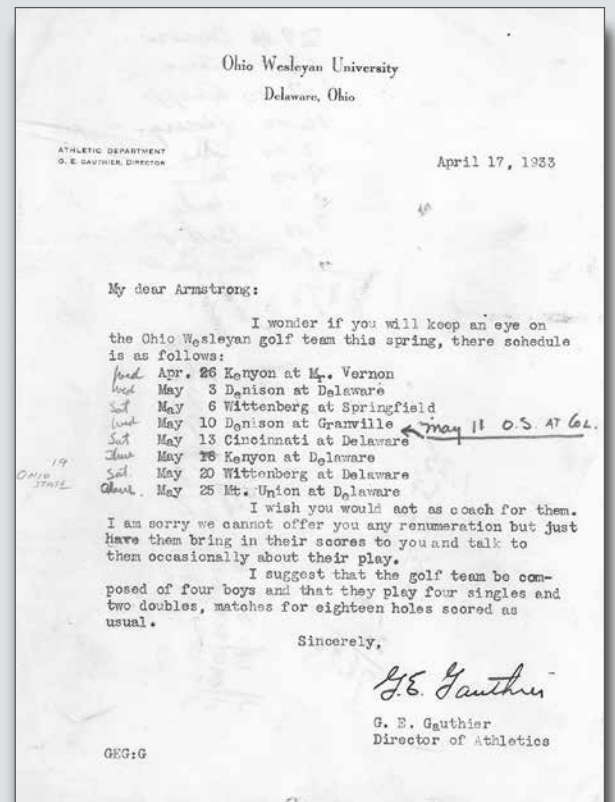 Ohio Wesleyan University
Delaware, Ohio
ATHLETIC DEPARTMENT
G. E. GAUTHIER, DIRECTOR
April 17, 1933
My dear Armstrong:
I wonder if you will keep an eye on
the Ohio Wesleyan golf team this spring, there schedule
is as follows:
Wed Apr. 26 Kenyon at Mt. Vernon
Wed May 3 Denison at Delaware
Sat May 6 Wittenberg at Springfield
Wed May 10 Denison at Granville May 11 O.S. AT COL.
Sat May 13 Cincinnati at Delaware
Thur May 18 Kenyon at Delaware
19 OHIO STATE
Sat. May 20 Wittenberg at Delaware
Thur. May 25 Mt. Union at Delaware
I wish you would act as coach for them.
I am sorry we cannot offer you any renumeration but just
have them bring in their scores to you and talk to
them occasionally about their play.
I suggest that the golf team be com-
posed of four boys and that they play four singles and
two doubles, matches for eighteen holes scored as
usual.
Sincerely,
G.E. Gauthier
G. E. Gauthier
Director of Athletics
GEG:G